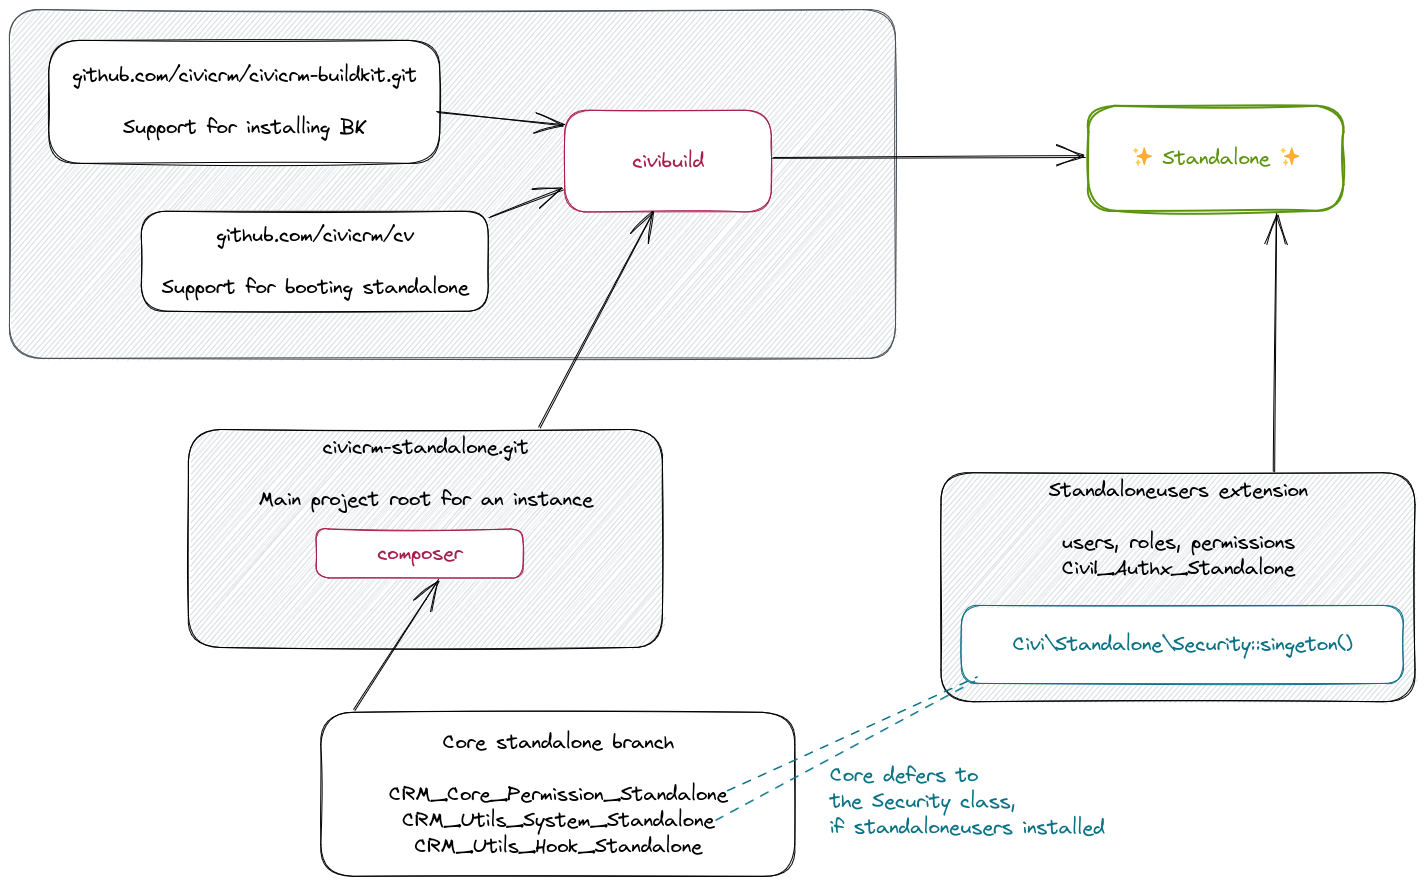 github.com/civicrm/civicrm-buildkit.git
Support for installing BK
civibuild
✨ Standalone ✨
github.com/civicrm/cv
Support for booting standalone
civicrm-standalone.git
Main project root for an instance
composer
Standaloneusers extension
users, roles, permissions
Civi\_Authx_Standalone
Civi\Standalone\Security::singeton()
Core standalone branch
CRM_Core_Permission_Standalone
CRM_Utils_System_Standalone
CRM_Utils_Hook_Standalone
Core defers to
the Security class,
if standaloneusers installed